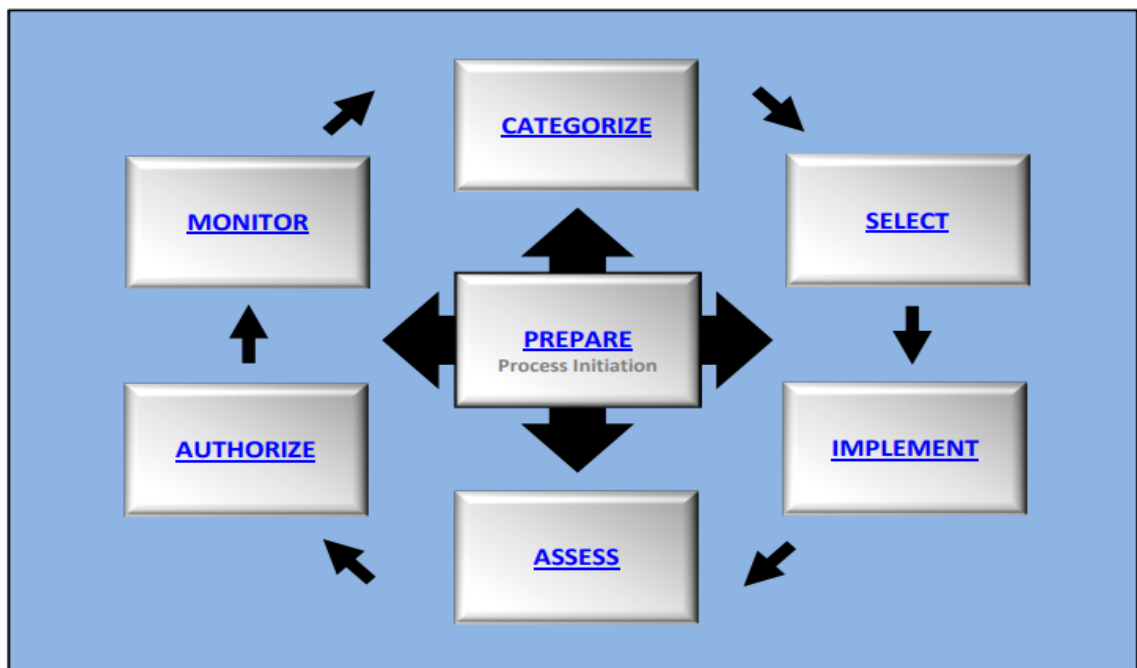 CATEGORIZE
SELECT
MONITOR
PREPARE
Process Initiation
IMPLEMENT
AUTHORIZE
ASSESS